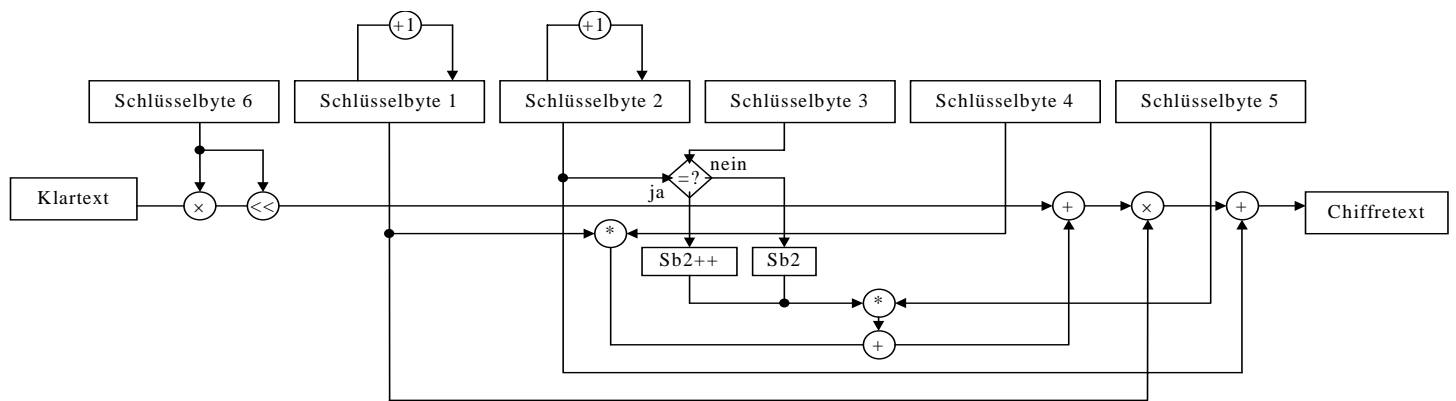 +1
+1
Schlüsselbyte 6
Schlüsselbyte 1
Schlüsselbyte 2
Schlüsselbyte 3
Schlüsselbyte 4
Schlüsselbyte 5
nein
=?
ja
Klartext
×
<<
+
×
+
Chiffretext
*
Sb2++
Sb2
*
+